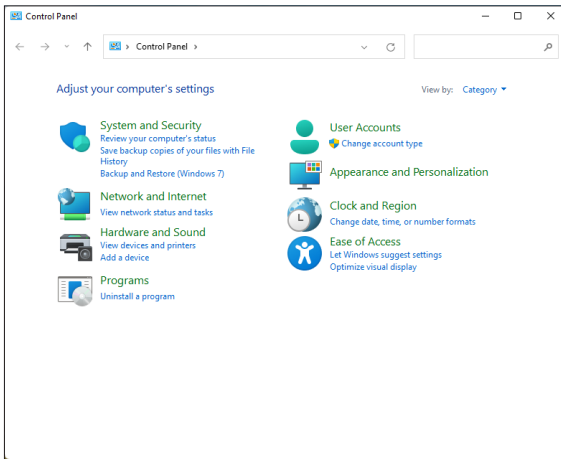 Control Panel
Control Panel
Adjust your computer's settings
View by: Category
System and Security
Review your computer's status
Save backup copies of your files with File
History
Backup and Restore (Windows 7)
Network and Internet
View network status and tasks
Hardware and Sound
View devices and printers
Add a device
Programs
Uninstall a program
User Accounts
Change account type
Appearance and Personalization
Clock and Region
Change date, time, or number formats
Ease of Access
Let Windows suggest settings
Optimize visual display